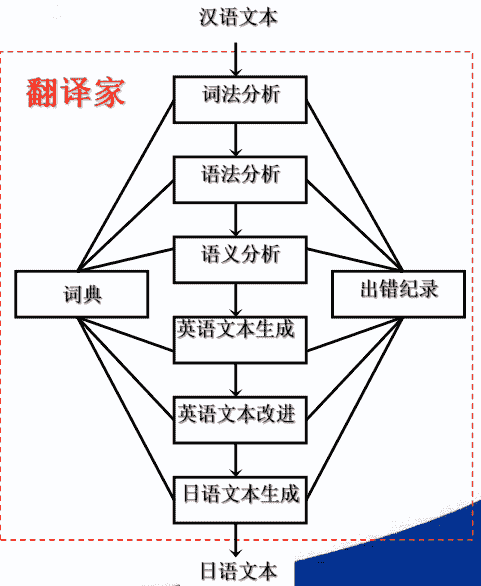 汉语文本
翻译家
词法分析
语法分析
语义分析
词典
出错纪录
英语文本生成
英语文本改进
日语文本生成
日语文本